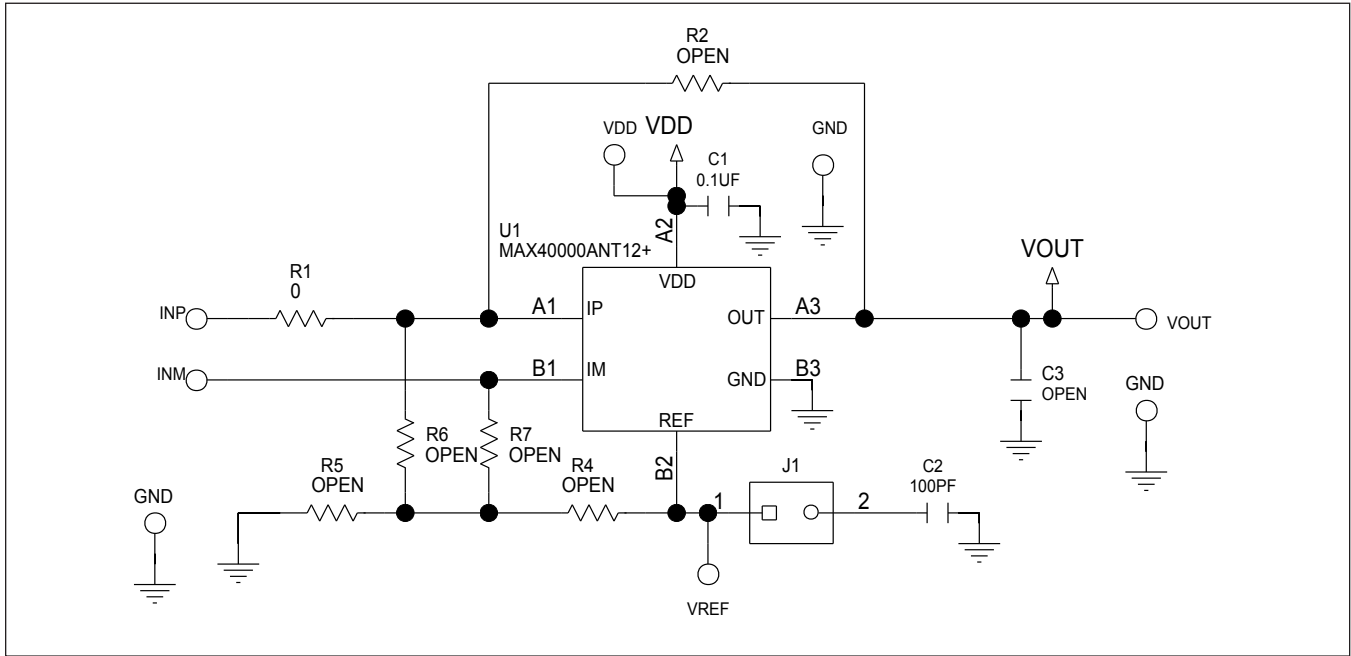 R2
OPEN
VDD
VDD
GND
C1
0.1UF
A2
U1
MAX40000ANT12+
VDD
VOUT
R1
0
INP
A1
IP
OUT
A3
VOUT
INM
B1
IM
GND
B3
C3
OPEN
GND
REF
R6
OPEN
R7
OPEN
B2
R5
OPEN
R4
OPEN
J1
C2
100PF
GND
1
2
VREF